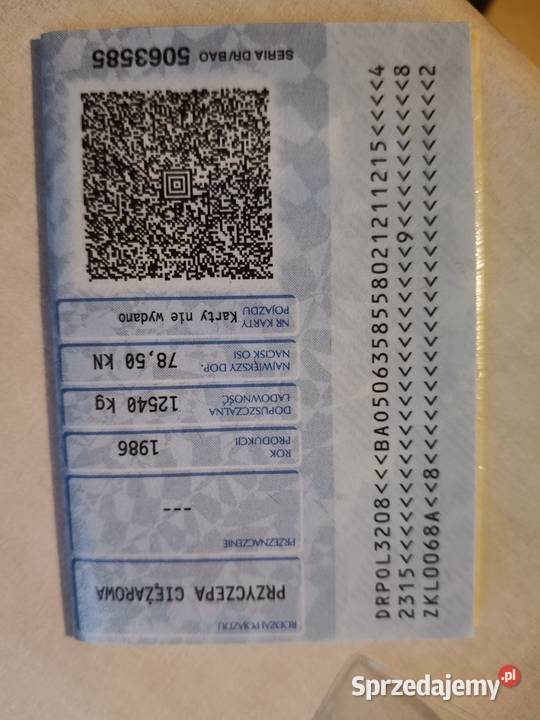 RODZAJ POJAZDU
PRZYCZEPA CIĘŻAROWA
PRZEZNACZENIE
---
ROK
PRODUKCJI
1986
DOPUSZCZALNA
ŁADOWNOŚĆ
12540 kg
NAJWIĘKSZY DOP.
NACISK OSI
78,50 kN
NR KARTY
POJAZDU
Karty nie wydano
SERIA DR/BAO 5063585
DRPOL3208<<<BAO506358558021211215<<<<4
2315<<<<<<<<<<<<<<<<<<<<<9<<<<<<<<<<<8
ZKL0068A<<8<<<<<<<<<<<<<<<<<<<<<<<<<<2
Sprzedajemy.pl